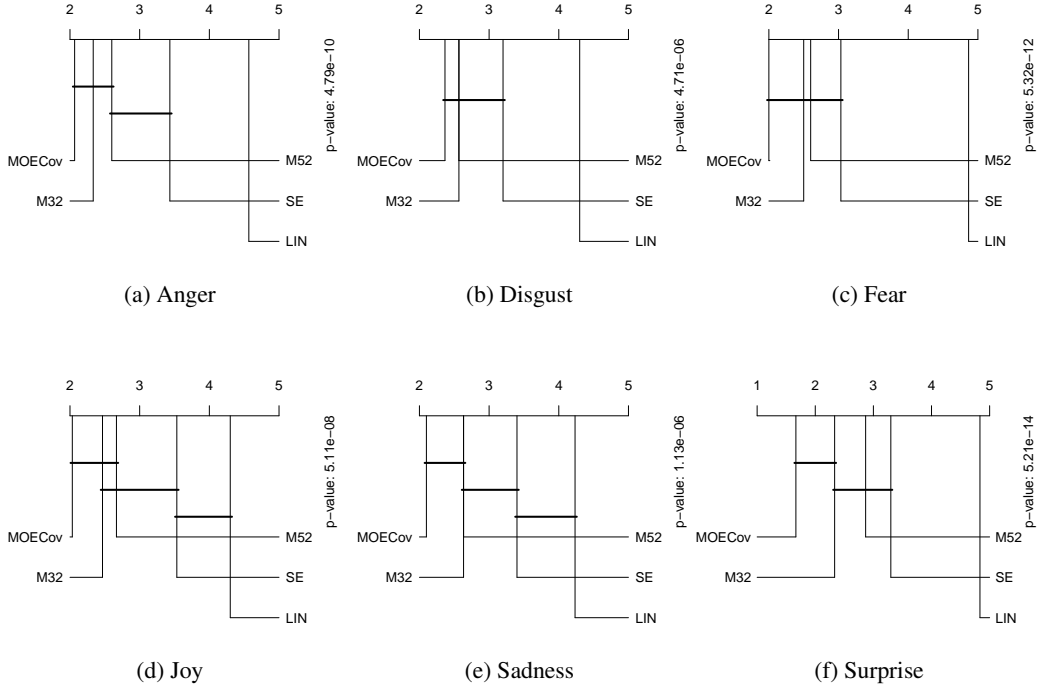 2 3 4 5
p−value: 4.79e−10
MOECov
M52
M32
SE
LIN
(a) Anger
2 3 4 5
p−value: 4.71e−06
MOECov
M52
M32
SE
LIN
(b) Disgust
2 3 4 5
p−value: 5.32e−12
MOECov
M52
M32
SE
LIN
(c) Fear
2 3 4 5
p−value: 5.11e−08
MOECov
M52
M32
SE
LIN
(d) Joy
2 3 4 5
p−value: 1.13e−06
MOECov
M52
M32
SE
LIN
(e) Sadness
1 2 3 4 5
p−value: 5.21e−14
MOECov
M52
M32
SE
LIN
(f) Surprise